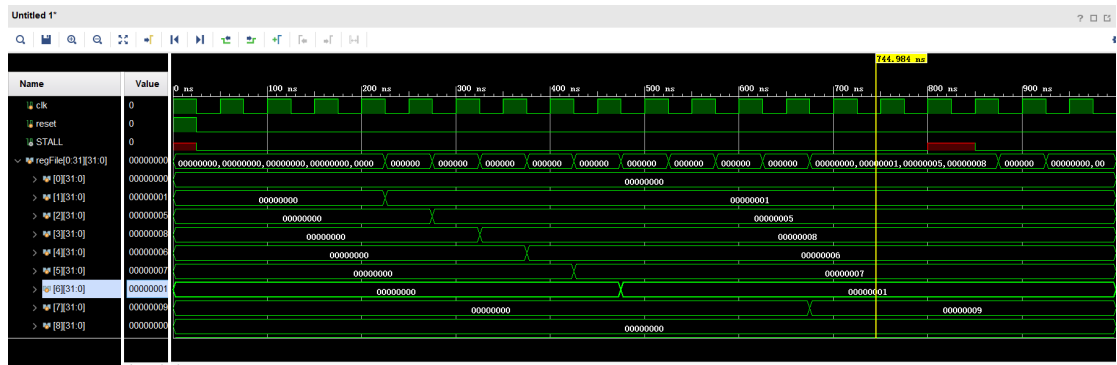 Untitled 1*
744.984 ns
Name Value 0 ns 100 ns 200 ns 300 ns 400 ns 500 ns 600 ns 700 ns 800 ns 900 ns
clk 0
reset 0
STALL 0
regFile[0:31][31:0] 00000000 00000000,00000000,00000000,00000000,0000 000000 000000 000000 000000 000000 000000 000000 000000 000000 00000000,00000001,00000005,00000008 000000 00000000,00
[0][31:0] 00000000 00000000
[1][31:0] 00000001 00000000 00000001
[2][31:0] 00000005 00000000 00000005
[3][31:0] 00000008 00000000 00000008
[4][31:0] 00000006 00000000 00000006
[5][31:0] 00000007 00000000 00000007
[6][31:0] 00000001 00000000 00000001
[7][31:0] 00000009 00000000 00000009
[8][31:0] 00000000 00000000